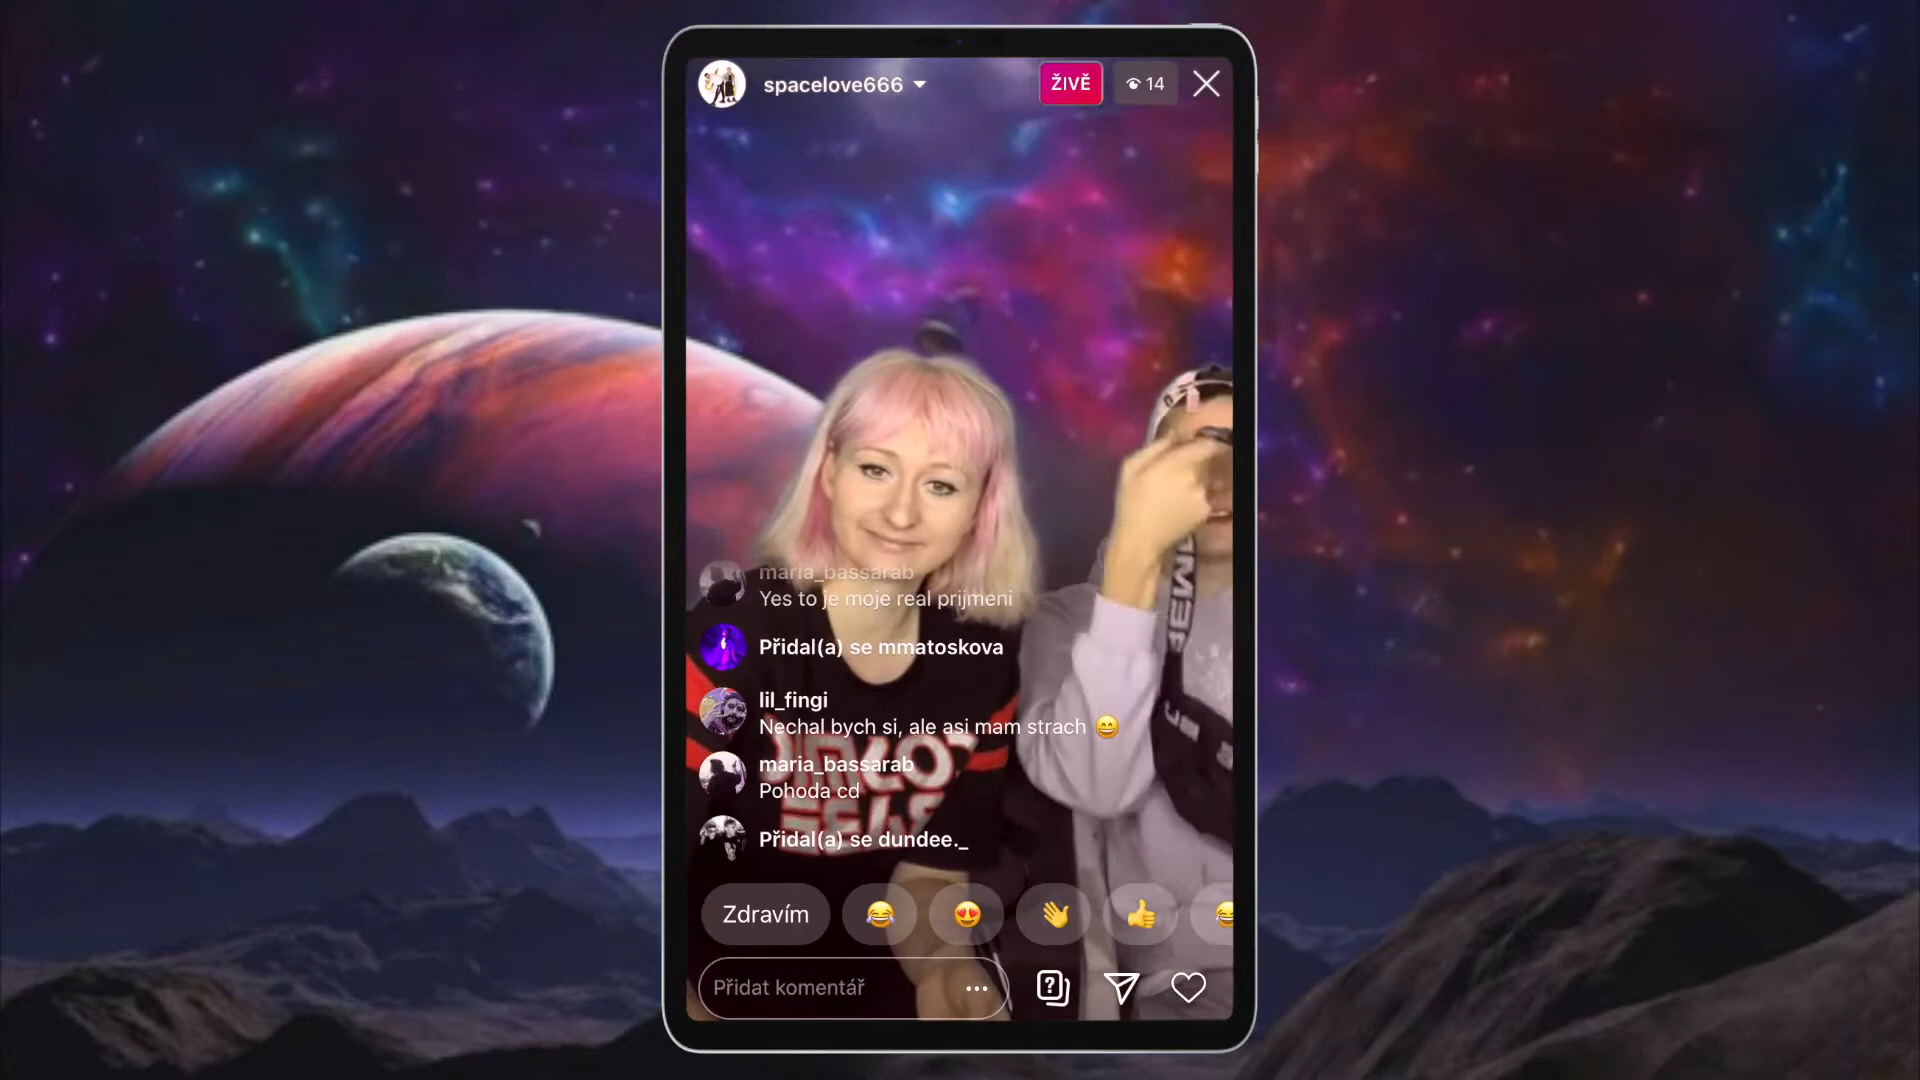 spacelove666
ŽIVĚ
14
maria_bassarab
Yes to je moje real prijmeni
Přidal(a) se mmatoskova
lil_fingi
Nechal bych si, ale asi mam strach 😄
maria_bassarab
Pohoda cd
Přidal(a) se dundee._
Zdravím
Přidat komentář